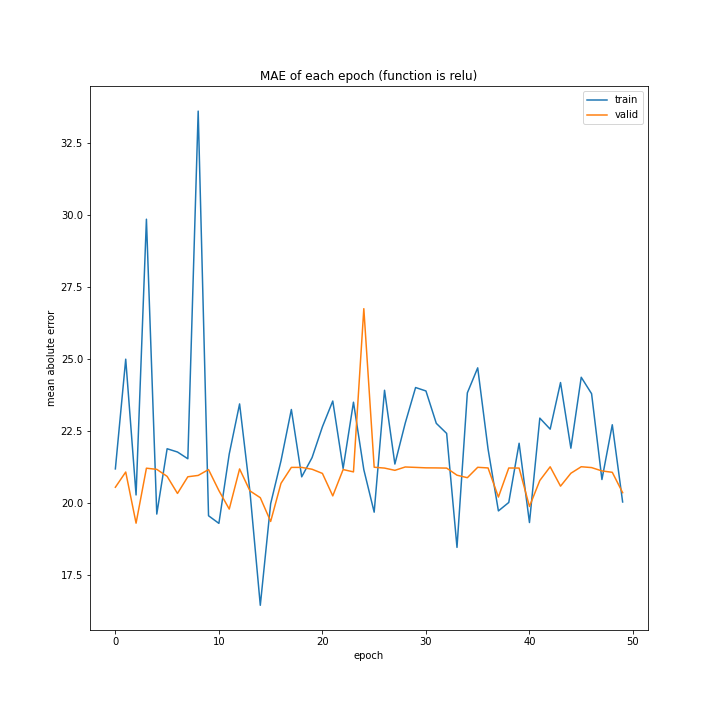 MAE of each epoch (function is relu)
train
valid
32.5
30.0
27.5
25.0
22.5
20.0
17.5
mean abolute error
0
10
20
30
40
50
epoch